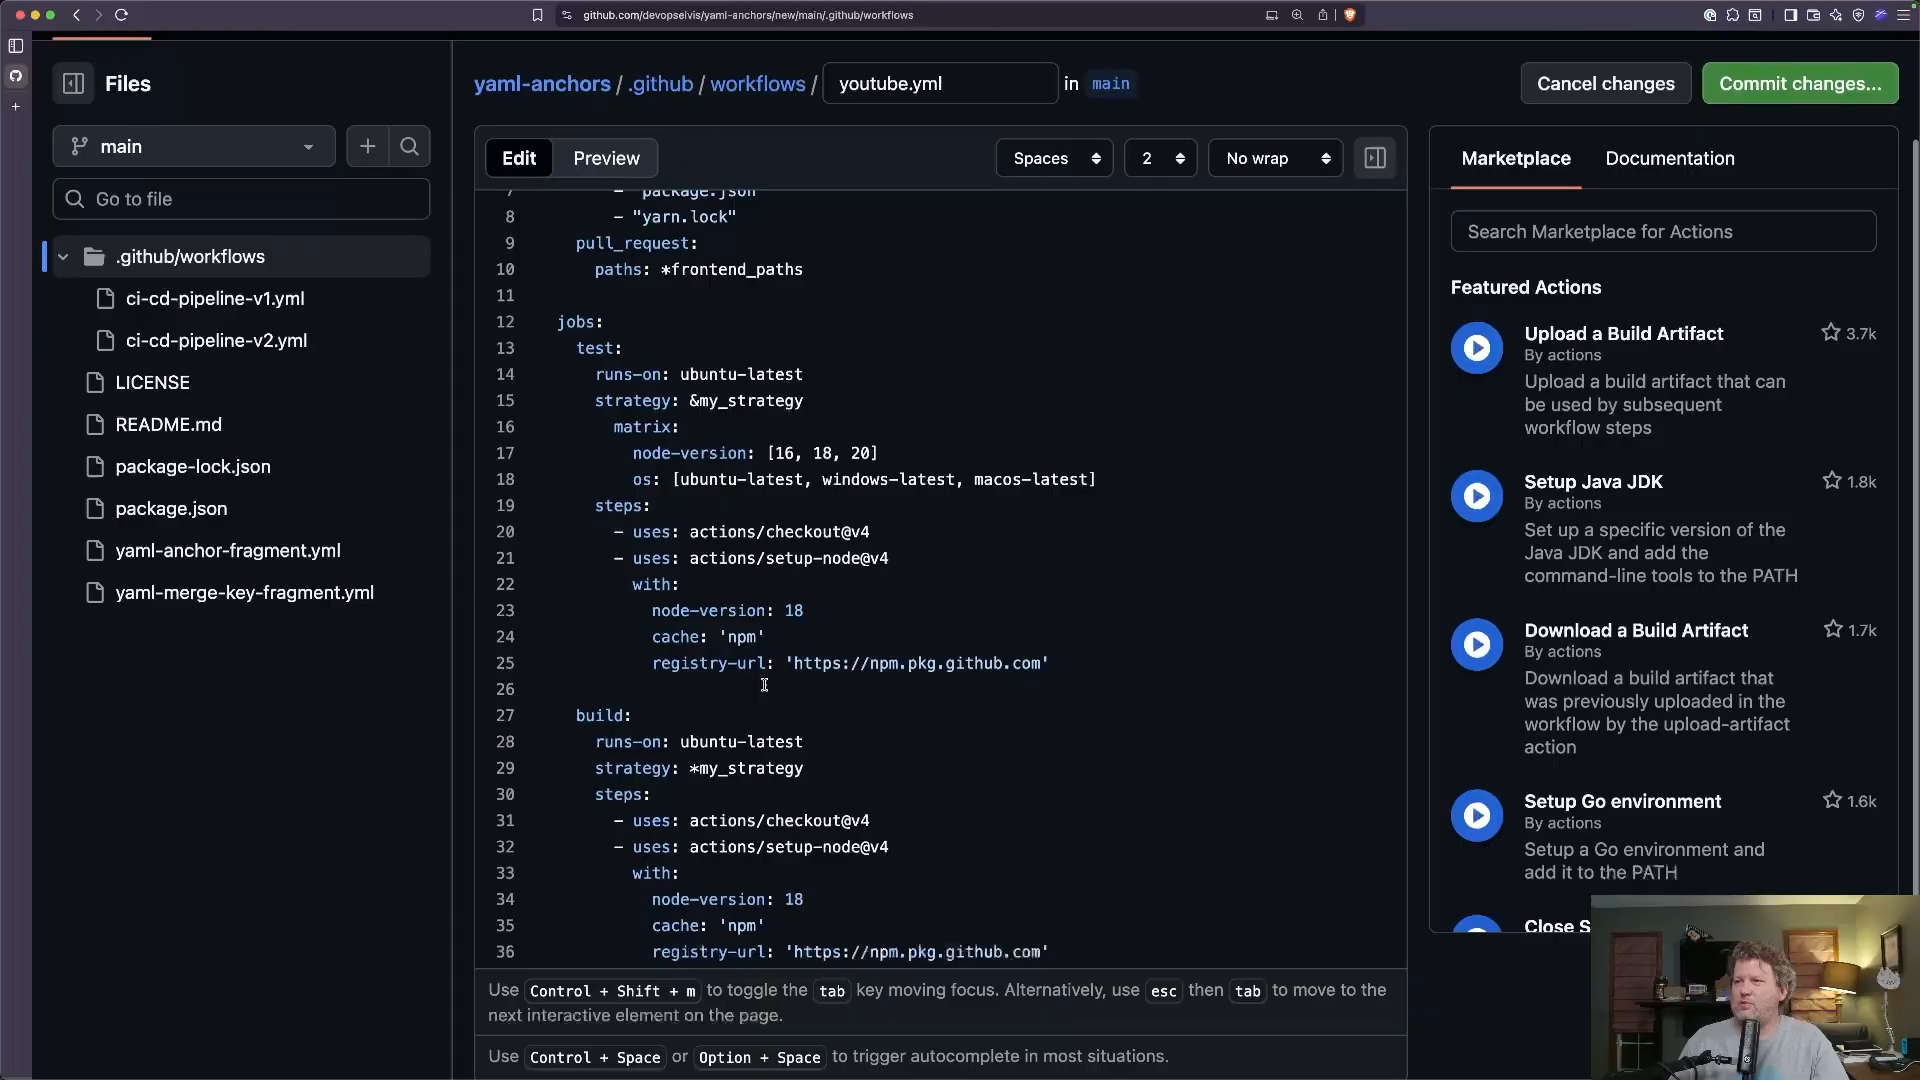 github.com/devopselvis/yaml-anchors/new/main/.github/workflows
Files
main
Go to file
.github/workflows
ci-cd-pipeline-v1.yml
ci-cd-pipeline-v2.yml
LICENSE
README.md
package-lock.json
package.json
yaml-anchor-fragment.yml
yaml-merge-key-fragment.yml
yaml-anchors / .github / workflows / youtube.yml in main
Cancel changes
Commit changes...
Edit
Preview
Spaces
2
No wrap
7 - "package.json"
8 - "yarn.lock"
9 pull_request:
10 paths: *frontend_paths
11
12 jobs:
13 test:
14 runs-on: ubuntu-latest
15 strategy: &my_strategy
16 matrix:
17 node-version: [16, 18, 20]
18 os: [ubuntu-latest, windows-latest, macos-latest]
19 steps:
20 - uses: actions/checkout@v4
21 - uses: actions/setup-node@v4
22 with:
23 node-version: 18
24 cache: 'npm'
25 registry-url: 'https://npm.pkg.github.com'
26
27 build:
28 runs-on: ubuntu-latest
29 strategy: *my_strategy
30 steps:
31 - uses: actions/checkout@v4
32 - uses: actions/setup-node@v4
33 with:
34 node-version: 18
35 cache: 'npm'
36 registry-url: 'https://npm.pkg.github.com'
Use Control + Shift + m to toggle the tab key moving focus. Alternatively, use esc then tab to move to the
next interactive element on the page.
Use Control + Space or Option + Space to trigger autocomplete in most situations.
Marketplace
Documentation
Search Marketplace for Actions
Featured Actions
Upload a Build Artifact 3.7k
By actions
Upload a build artifact that can
be used by subsequent
workflow steps
Setup Java JDK 1.8k
By actions
Set up a specific version of the
Java JDK and add the
command-line tools to the PATH
Download a Build Artifact 1.7k
By actions
Download a build artifact that
was previously uploaded in the
workflow by the upload-artifact
action
Setup Go environment 1.6k
By actions
Setup a Go environment and
add it to the PATH
Close S